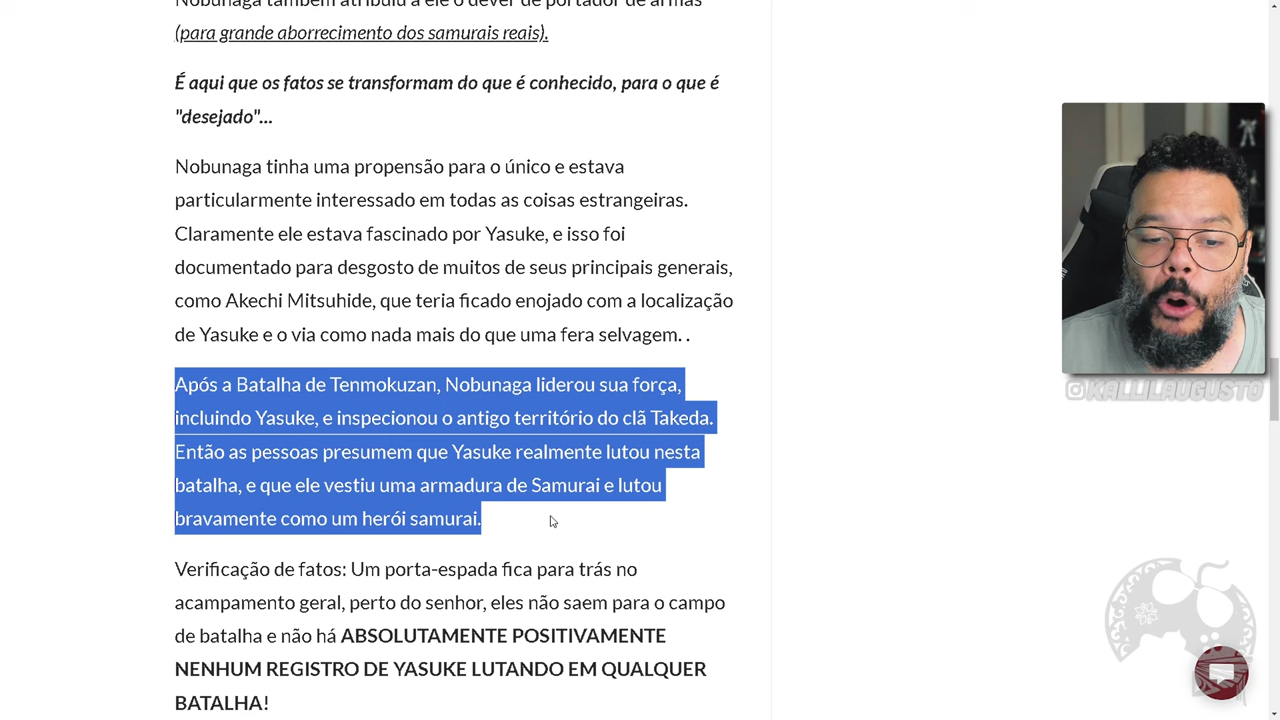 Nobunaga também atribuiu a ele o dever de portador de armas
(para grande aborrecimento dos samurais reais).
É aqui que os fatos se transformam do que é conhecido, para o que é
"desejado"...
Nobunaga tinha uma propensão para o único e estava
particularmente interessado em todas as coisas estrangeiras.
Claramente ele estava fascinado por Yasuke, e isso foi
documentado para desgosto de muitos de seus principais generais,
como Akechi Mitsuhide, que teria ficado enojado com a localização
de Yasuke e o via como nada mais do que uma fera selvagem. .
Após a Batalha de Tenmokuzan, Nobunaga liderou sua força,
incluindo Yasuke, e inspecionou o antigo território do clã Takeda.
Então as pessoas presumem que Yasuke realmente lutou nesta
batalha, e que ele vestiu uma armadura de Samurai e lutou
bravamente como um herói samurai.
Verificação de fatos: Um porta-espada fica para trás no
acampamento geral, perto do senhor, eles não saem para o campo
de batalha e não há ABSOLUTAMENTE POSITIVAMENTE
NENHUM REGISTRO DE YASUKE LUTANDO EM QUALQUER
BATALHA!
@KALLILAUGUSTO